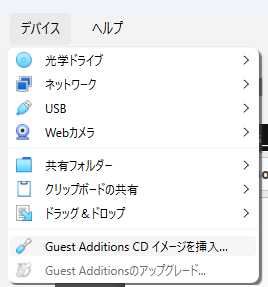 デバイス ヘルプ
光学ドライブ
ネットワーク
USB
Webカメラ
共有フォルダー
クリップボードの共有
ドラッグ＆ドロップ
Guest Additions CD イメージを挿入...
Guest Additionsのアップグレード...